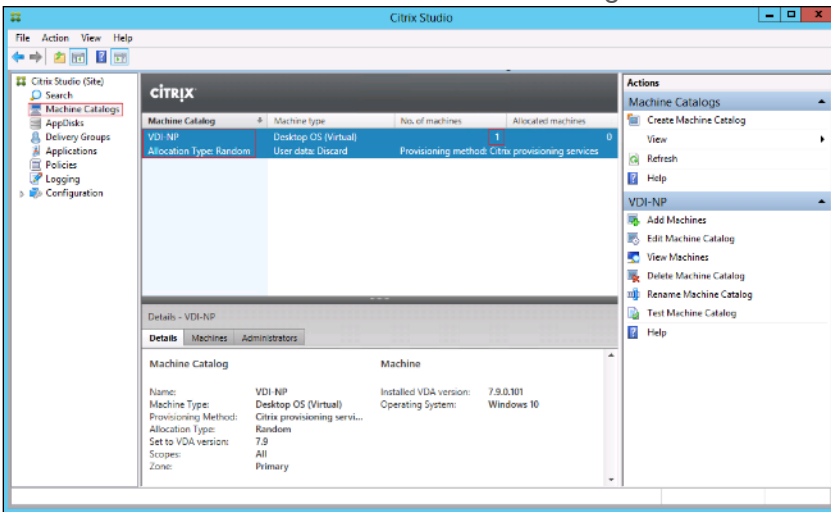 Citrix Studio
File Action View Help
Citrix Studio (Site)
Search
Machine Catalogs
AppDisks
Delivery Groups
Applications
Policies
Logging
Configuration
CITRIX
Machine Catalog Machine type No. of machines Allocated machines
VDI-NP Desktop OS (Virtual) 1 0
Allocation Type: Random User data: Discard Provisioning method: Citrix provisioning services
Details - VDI-NP
Details Machines Administrators
Machine Catalog Machine
Name: VDI-NP Installed VDA version: 7.9.0.101
Machine Type: Desktop OS (Virtual) Operating System: Windows 10
Provisioning Method: Citrix provisioning servi...
Allocation Type: Random
Set to VDA version: 7.9
Scopes: All
Zone: Primary
Actions
Machine Catalogs
Create Machine Catalog
View
Refresh
Help
VDI-NP
Add Machines
Edit Machine Catalog
View Machines
Delete Machine Catalog
Rename Machine Catalog
Test Machine Catalog
Help